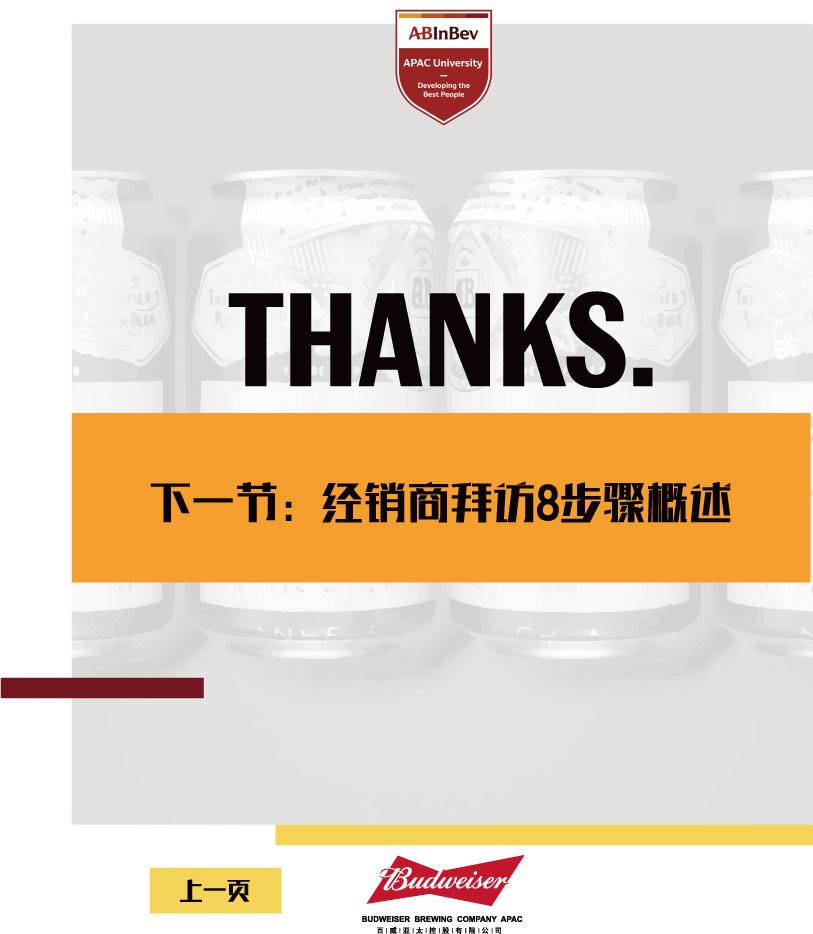 ABInBev
APAC University
Developing the
Best People
THANKS.
下一节：经销商拜访8步骤概述
上一页
Budweiser
BUDWEISER BREWING COMPANY APAC
百|威|亚|太|控|股|有|限|公|司